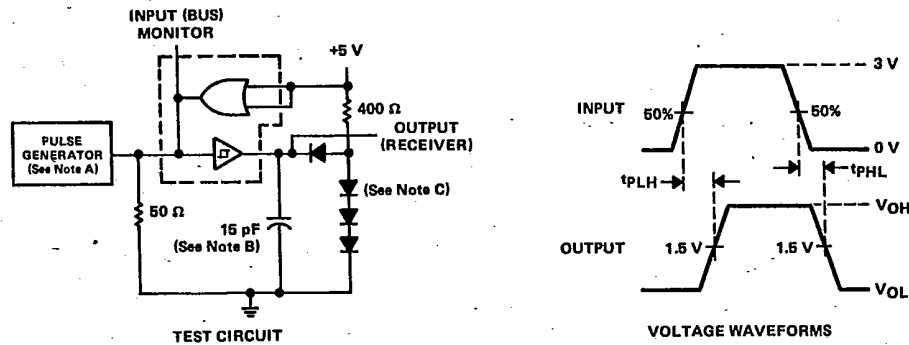 INPUT (BUS)
MONITOR
+5 V
400 Ω
OUTPUT
(RECEIVER)
PULSE
GENERATOR
(See Note A)
50 Ω
15 pF
(See Note B)
(See Note C)
TEST CIRCUIT
3 V
INPUT
50%
50%
0 V
tPLH
tPHL
VOH
OUTPUT
1.5 V
1.5 V
VOL
VOLTAGE WAVEFORMS